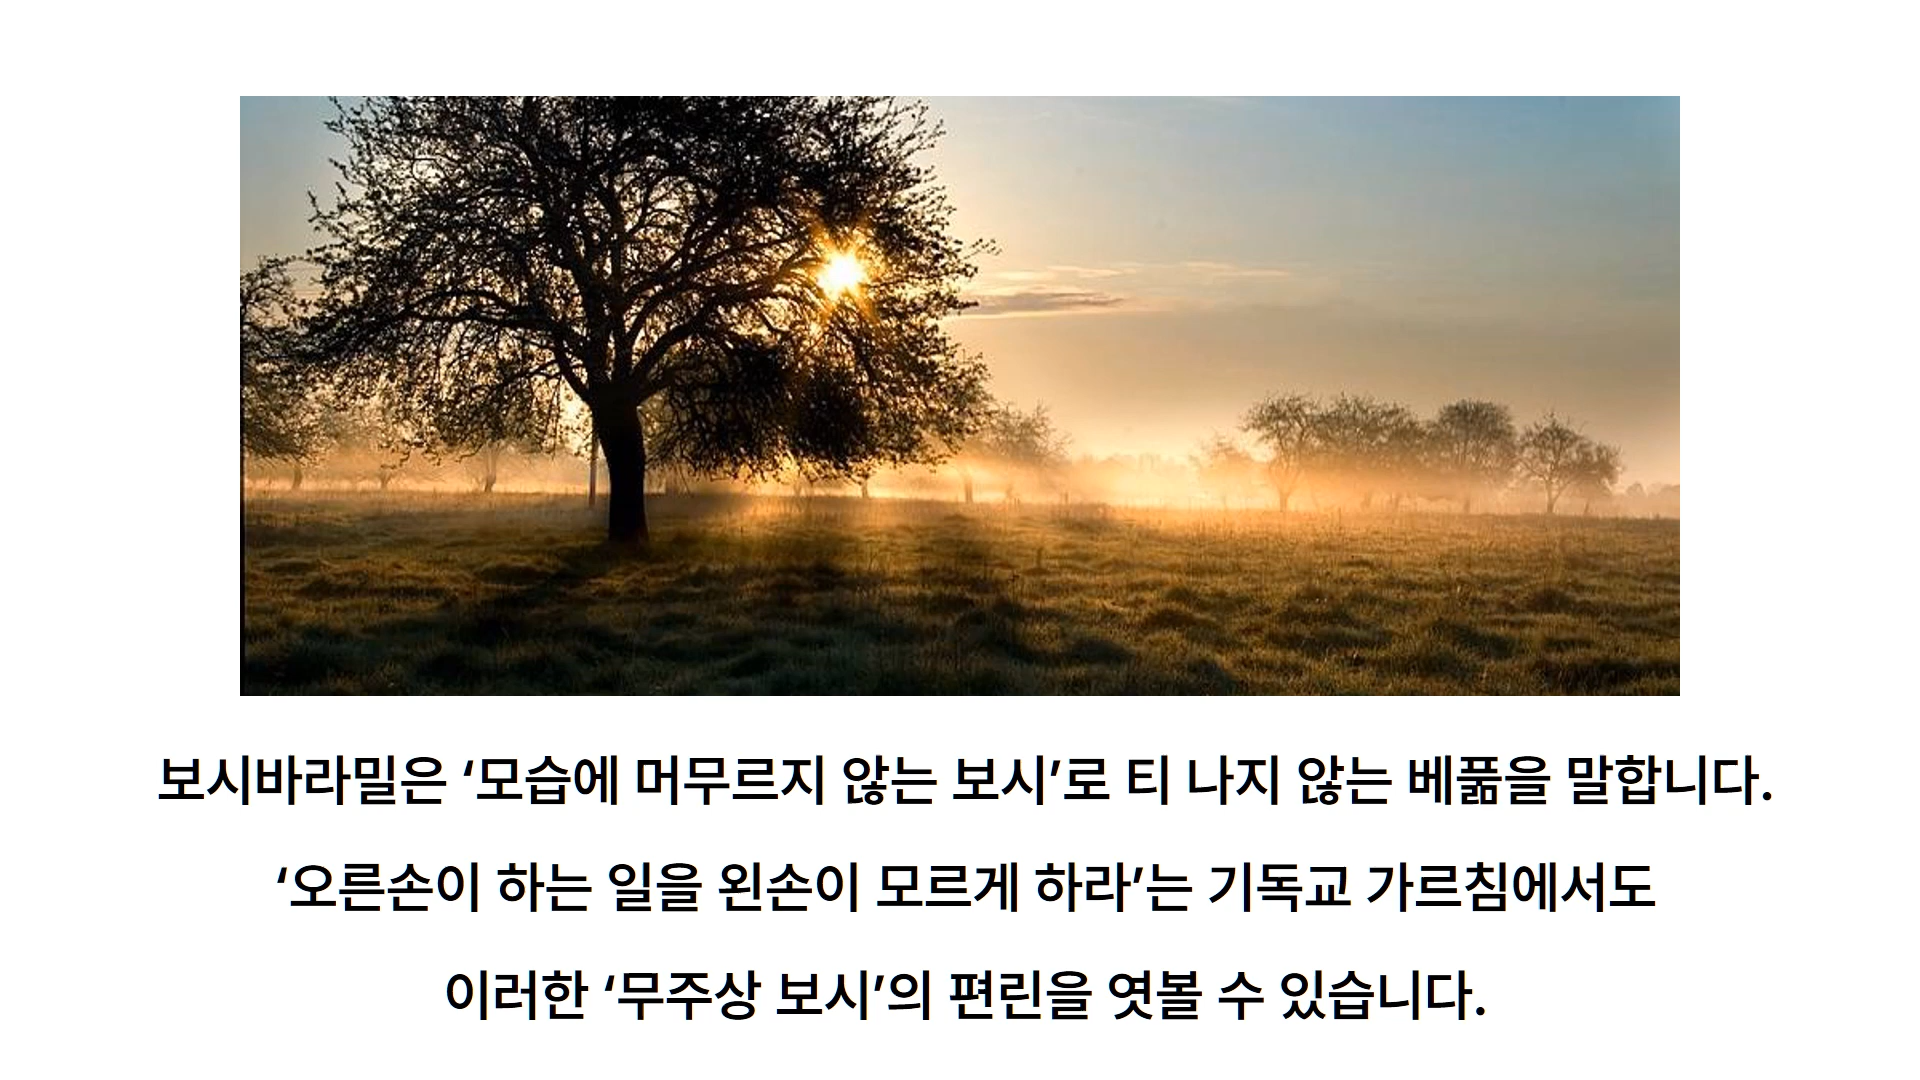 보시바라밀은 ‘모습에 머무르지 않는 보시’로 티 나지 않는 베풂을 말합니다.
‘오른손이 하는 일을 왼손이 모르게 하라’는 기독교 가르침에서도
이러한 ‘무주상 보시’의 편린을 엿볼 수 있습니다.